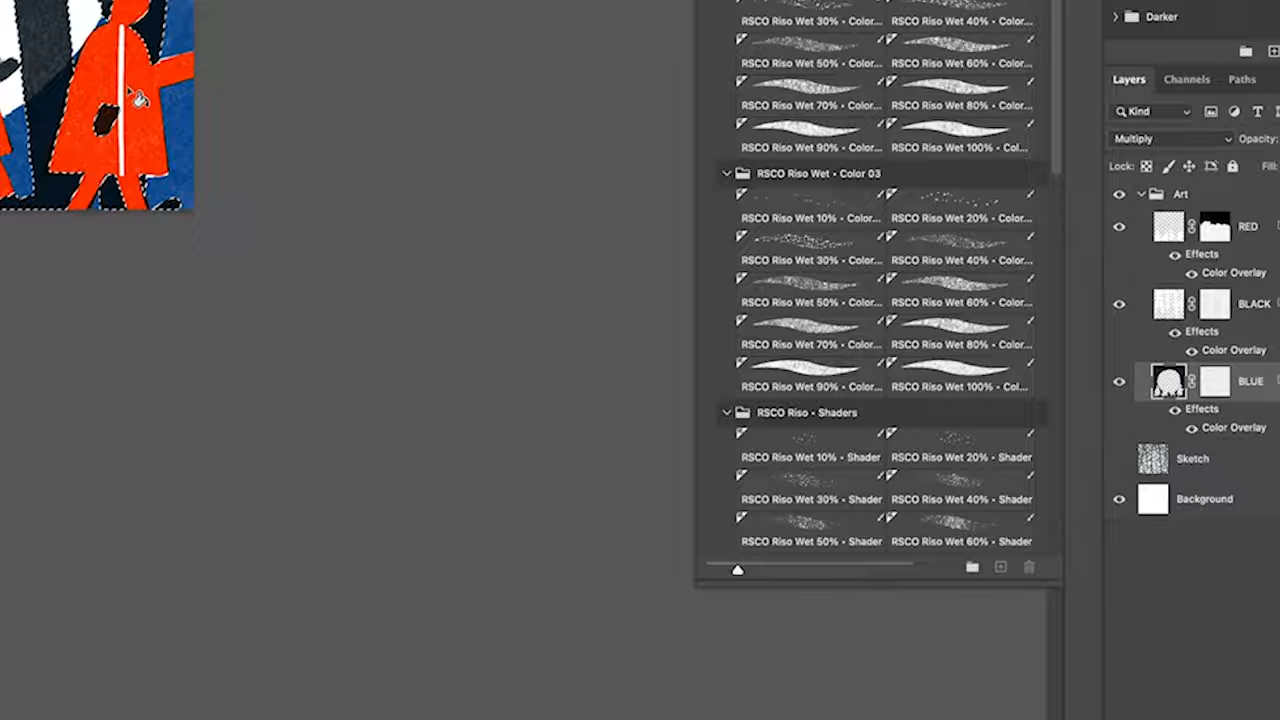 RSCO Riso Wet 30% • Color... RSCO Riso Wet 40% • Color...
RSCO Riso Wet 50% • Color... RSCO Riso Wet 60% • Color...
RSCO Riso Wet 70% • Color... RSCO Riso Wet 80% • Color...
RSCO Riso Wet 90% • Color... RSCO Riso Wet 100% • Col...
RSCO Riso Wet • Color 03
RSCO Riso Wet 10% • Color... RSCO Riso Wet 20% • Color...
RSCO Riso Wet 30% • Color... RSCO Riso Wet 40% • Color...
RSCO Riso Wet 50% • Color... RSCO Riso Wet 60% • Color...
RSCO Riso Wet 70% • Color... RSCO Riso Wet 80% • Color...
RSCO Riso Wet 90% • Color... RSCO Riso Wet 100% • Col...
RSCO Riso • Shaders
RSCO Riso Wet 10% • Shader RSCO Riso Wet 20% • Shader
RSCO Riso Wet 30% • Shader RSCO Riso Wet 40% • Shader
RSCO Riso Wet 50% • Shader RSCO Riso Wet 60% • Shader
Darker
Layers Channels Paths
Kind
Multiply Opacity:
Lock: Fill:
Art
RED
Effects
Color Overlay
BLACK
Effects
Color Overlay
BLUE
Effects
Color Overlay
Sketch
Background